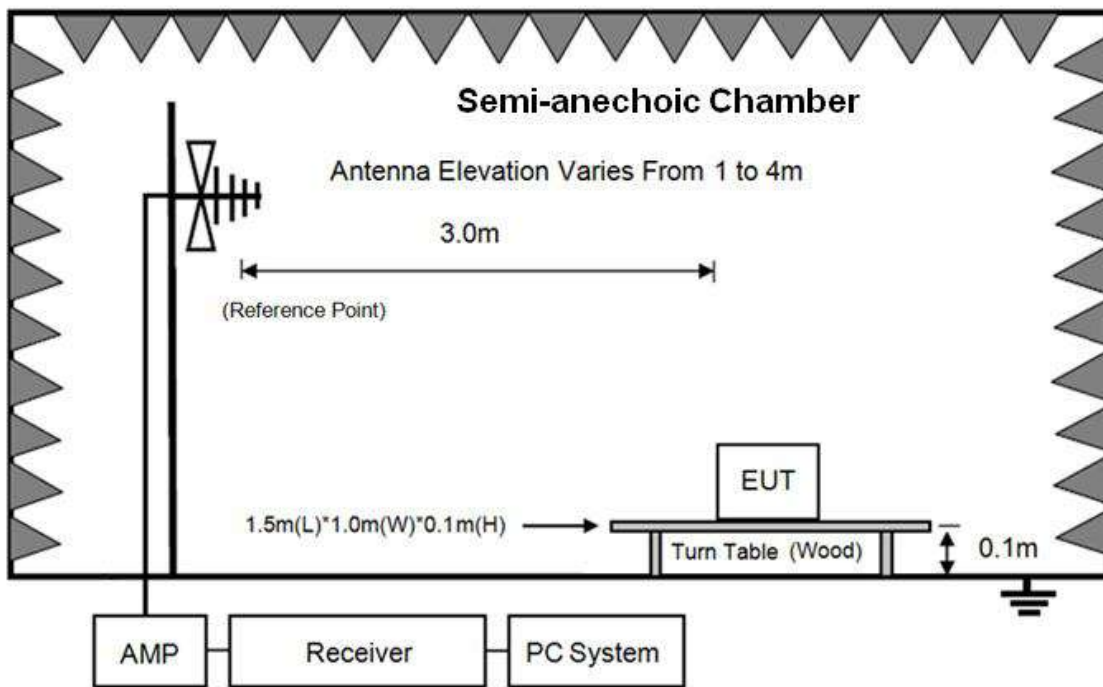 Semi-anechoic Chamber
Antenna Elevation Varies From 1 to 4m
3.0m
(Reference Point)
EUT
1.5m(L)*1.0m(W)*0.1m(H)
Turn Table (Wood)
0.1m
AMP
Receiver
PC System